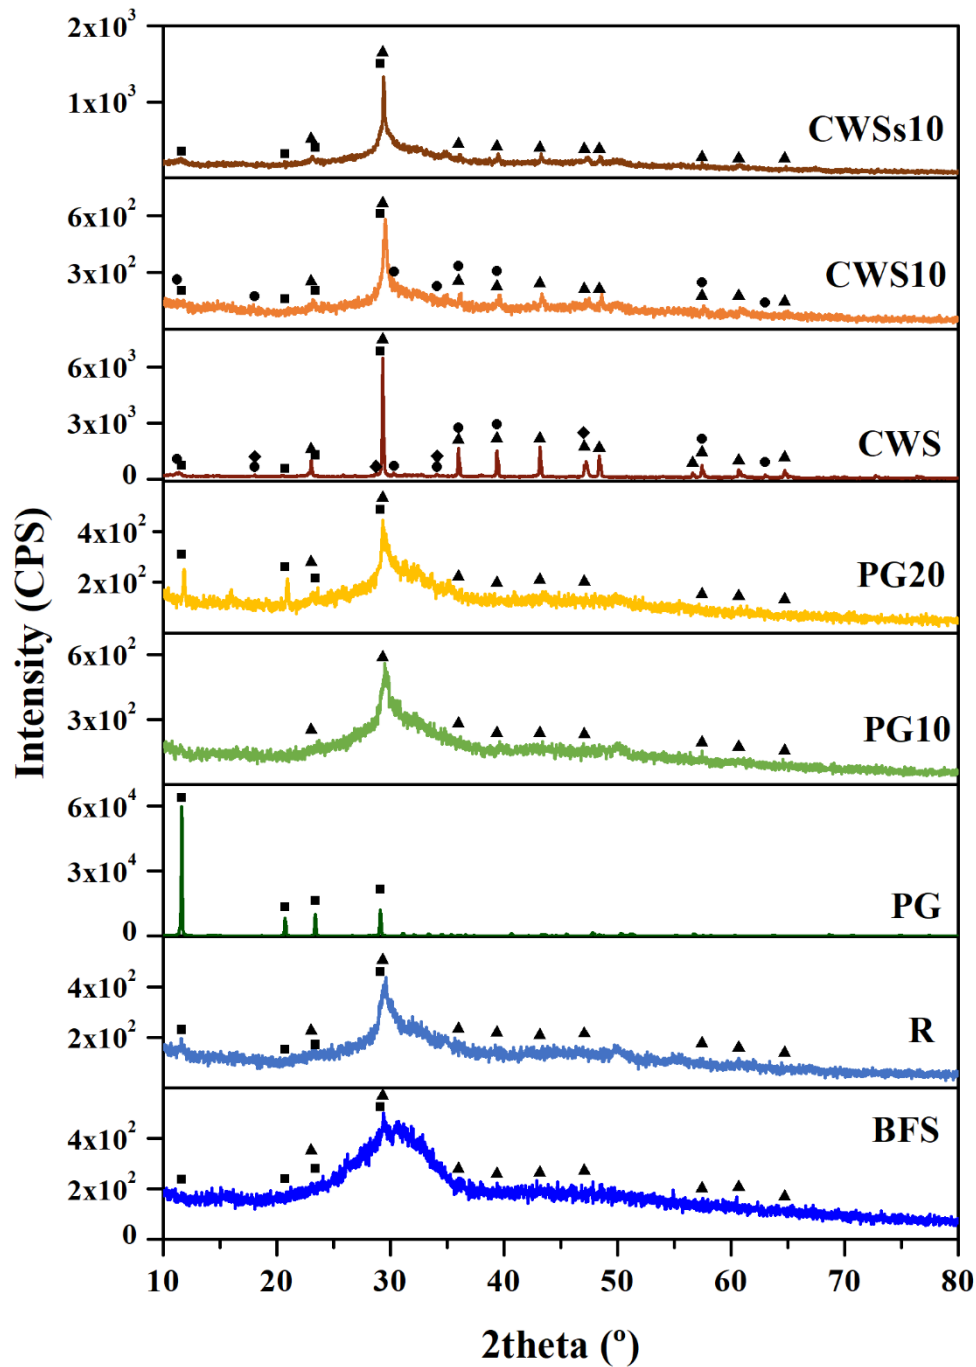 2x10³
1x10³
CWSs10
6x10²
3x10²
CWS10
6x10³
3x10³
0
CWS
4x10²
2x10²
PG20
6x10²
3x10²
PG10
6x10⁴
3x10⁴
0
PG
4x10²
2x10²
R
4x10²
2x10²
0
BFS
Intensity (CPS)
10 20 30 40 50 60 70 80
2theta (º)